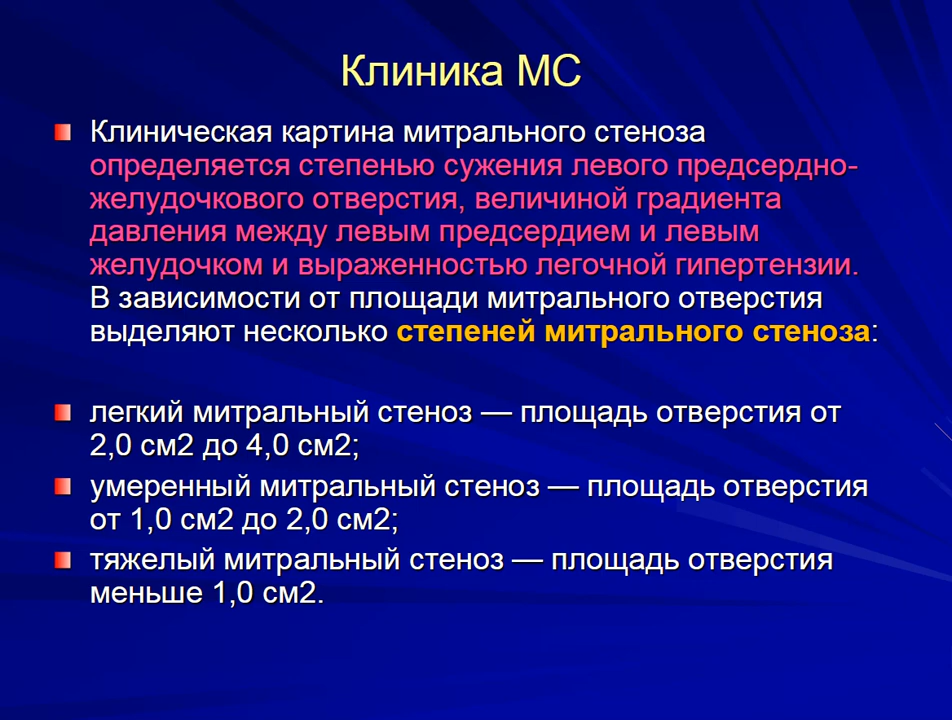 Клиника МС
Клиническая картина митрального стеноза
определяется степенью сужения левого предсердно-
желудочкового отверстия, величиной градиента
давления между левым предсердием и левым
желудочком и выраженностью легочной гипертензии.
В зависимости от площади митрального отверстия
выделяют несколько степеней митрального стеноза:
легкий митральный стеноз — площадь отверстия от
2,0 см2 до 4,0 см2;
умеренный митральный стеноз — площадь отверстия
от 1,0 см2 до 2,0 см2;
тяжелый митральный стеноз — площадь отверстия
меньше 1,0 см2.